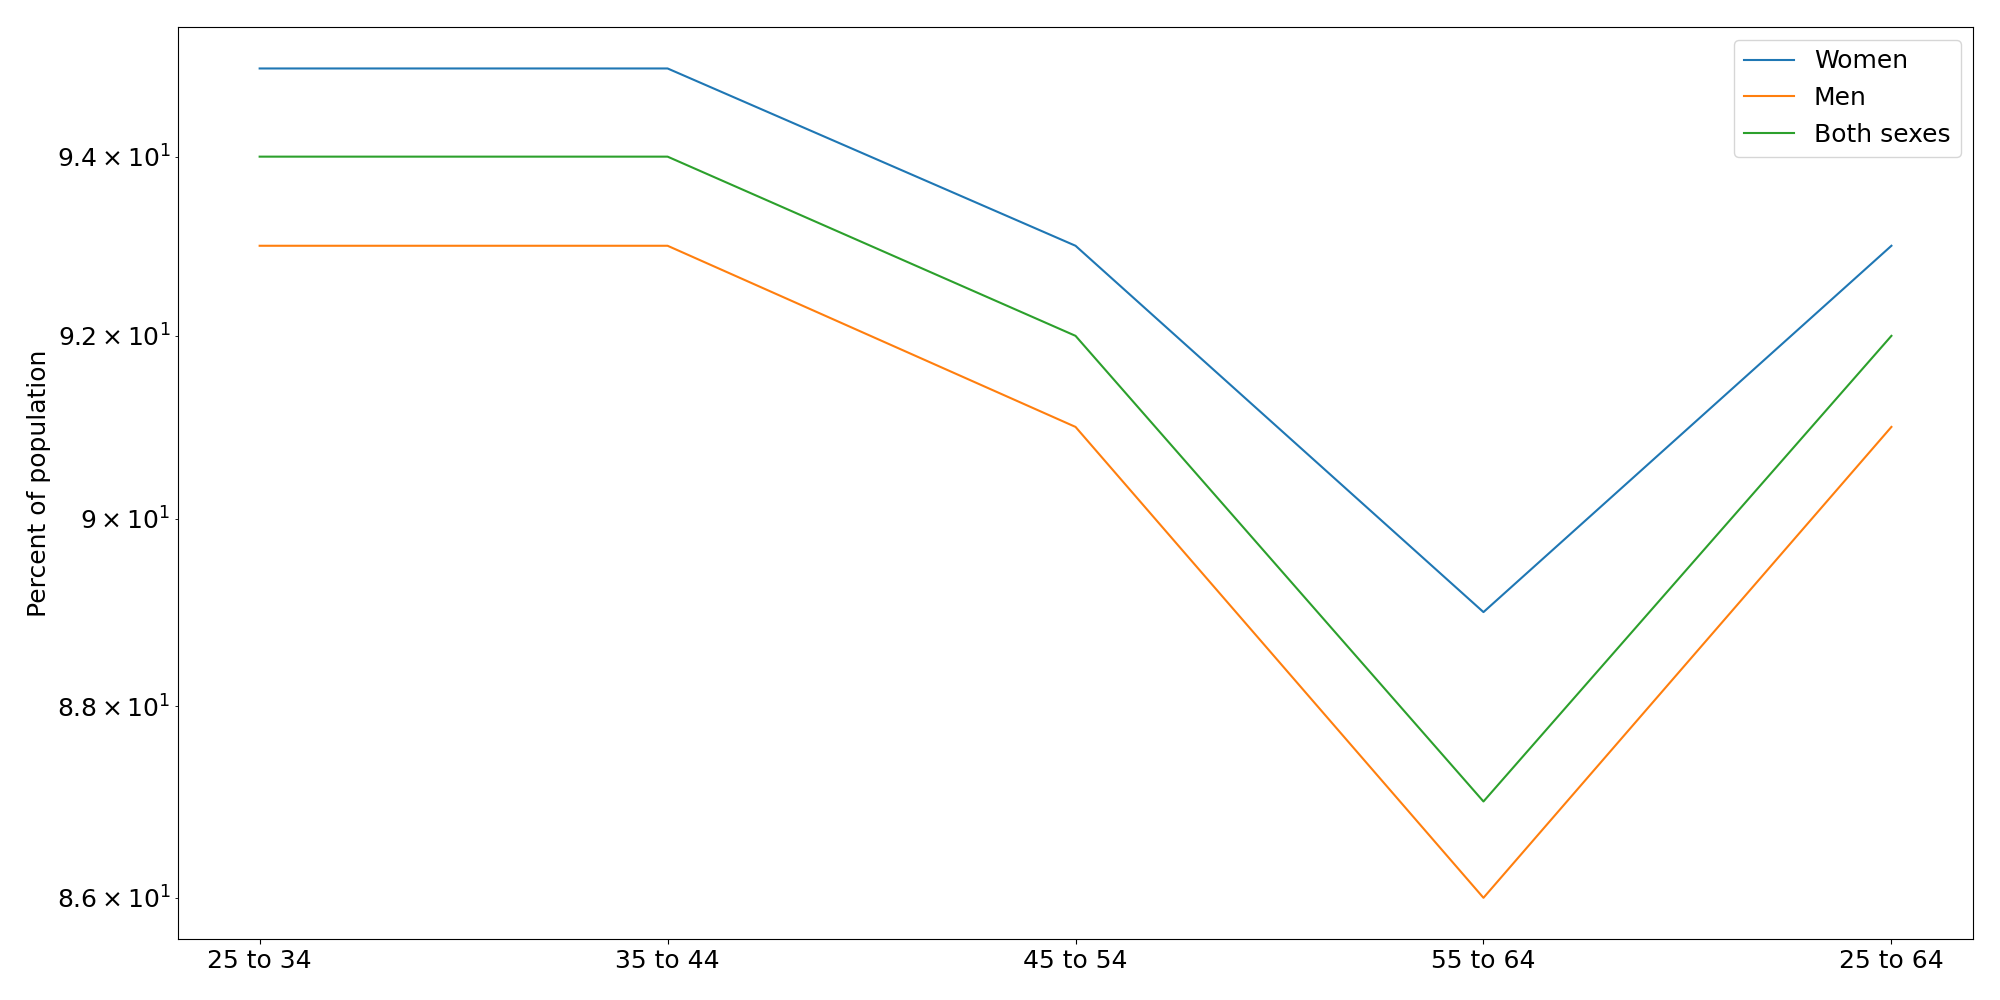 Women
Men
Both sexes
Percent of population
9.4 × 10¹
9.2 × 10¹
9 × 10¹
8.8 × 10¹
8.6 × 10¹
25 to 34
35 to 44
45 to 54
55 to 64
25 to 64